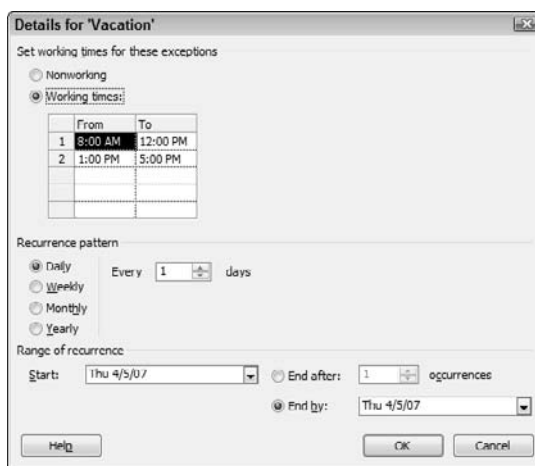 Details for 'Vacation'
Set working times for these exceptions
Nonworking
Working times:
From To
1 8:00 AM 12:00 PM
2 1:00 PM 5:00 PM
Recurrence pattern
Daily Every 1 days
Weekly
Monthly
Yearly
Range of recurrence
Start: Thu 4/5/07 End after: 1 occurrences
End by: Thu 4/5/07
Help OK Cancel